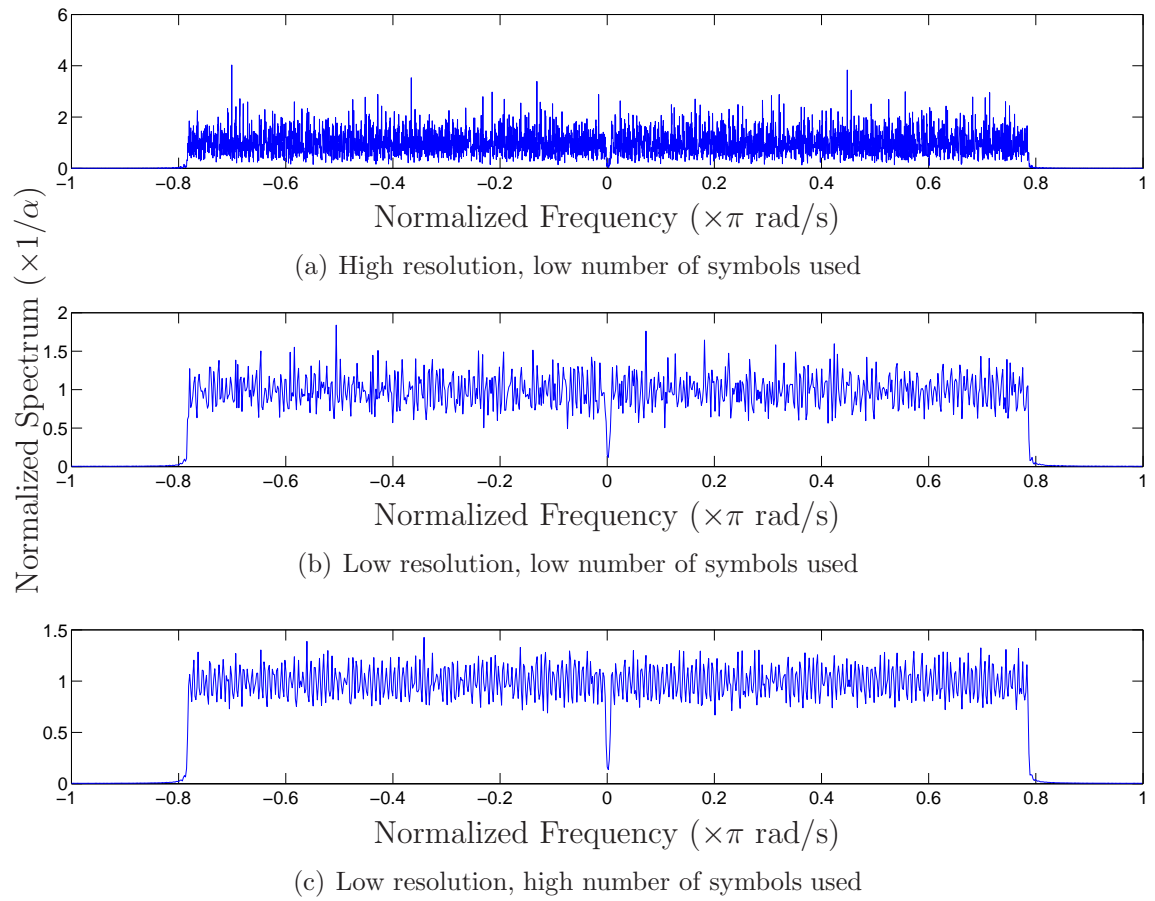 Normalized Spectrum (×1/α)
6
4
2
0
−1 −0.8 −0.6 −0.4 −0.2 0 0.2 0.4 0.6 0.8 1
Normalized Frequency (×π rad/s)
(a) High resolution, low number of symbols used
2
1.5
1
0.5
0
−1 −0.8 −0.6 −0.4 −0.2 0 0.2 0.4 0.6 0.8 1
Normalized Frequency (×π rad/s)
(b) Low resolution, low number of symbols used
1.5
1
0.5
0
−1 −0.8 −0.6 −0.4 −0.2 0 0.2 0.4 0.6 0.8 1
Normalized Frequency (×π rad/s)
(c) Low resolution, high number of symbols used